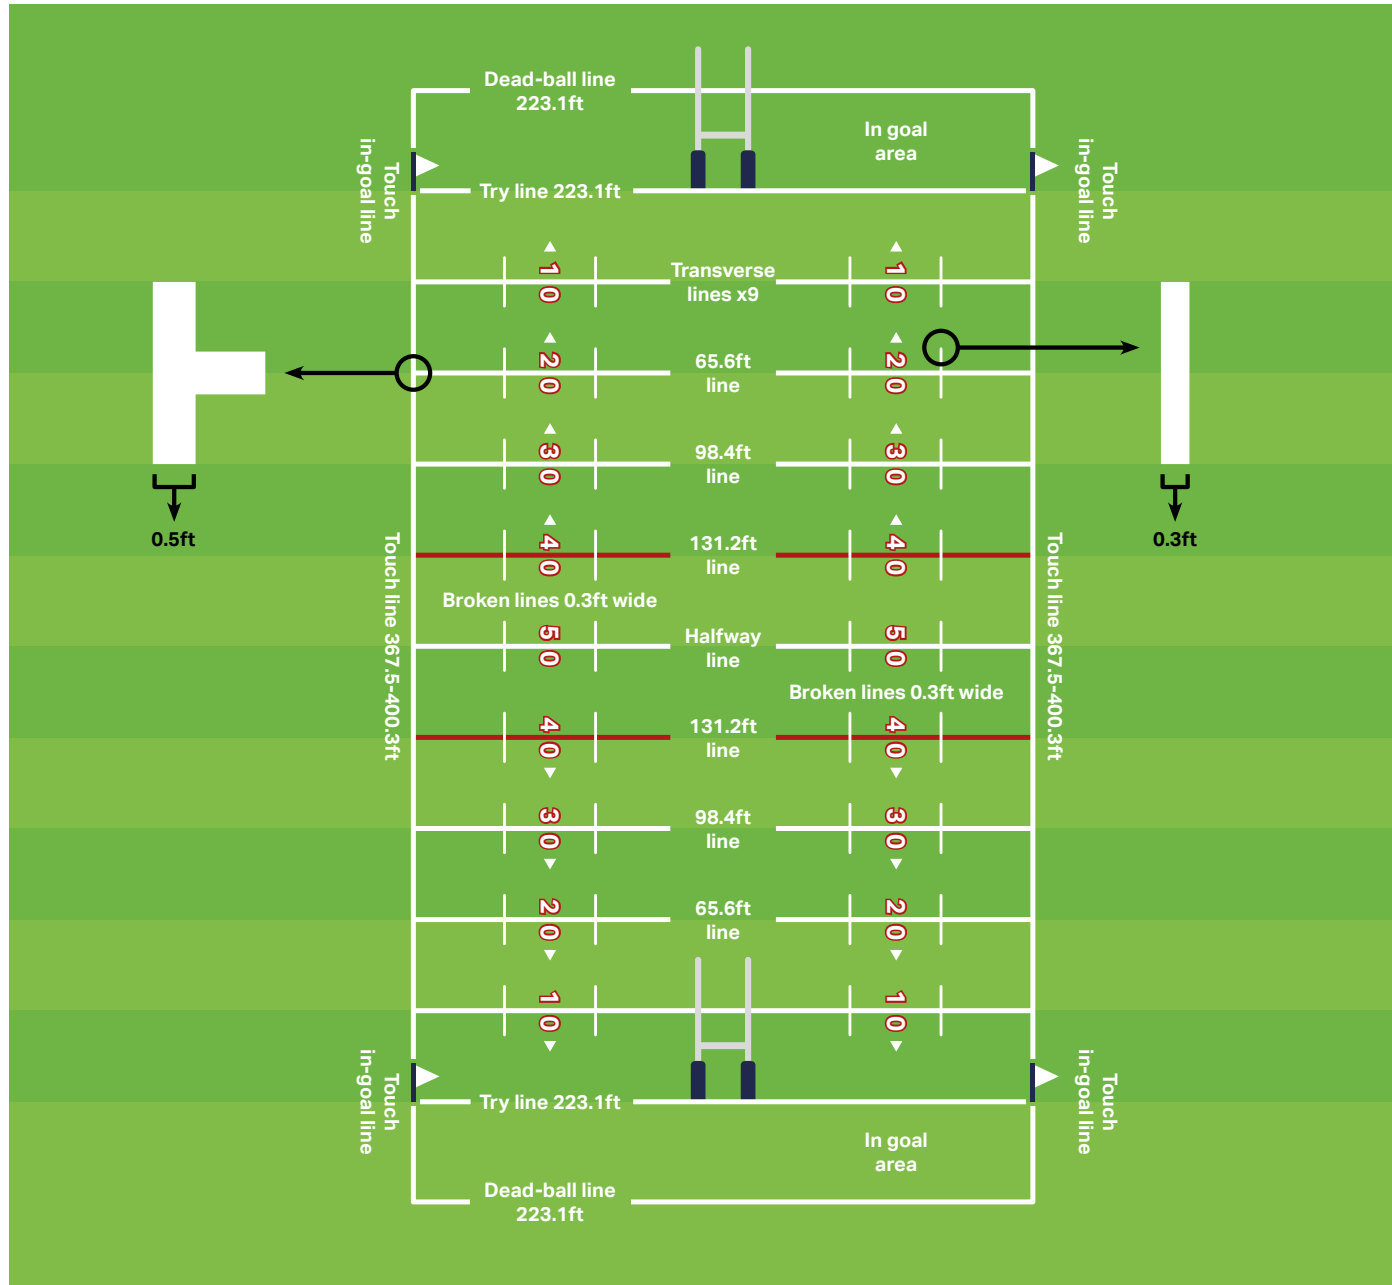 Dead-ball line
223.1ft
In goal
area
Touch
in-goal line
Touch
in-goal line
Try line 223.1ft
10
Transverse
lines x9
10
20
65.6ft
line
20
30
98.4ft
line
30
0.5ft
0.3ft
40
131.2ft
line
40
Touch line 367.5-400.3ft
Touch line 367.5-400.3ft
Broken lines 0.3ft wide
50
Halfway
line
50
Broken lines 0.3ft wide
40
131.2ft
line
40
30
98.4ft
line
30
20
65.6ft
line
20
10
10
Touch
in-goal line
Touch
in-goal line
Try line 223.1ft
In goal
area
Dead-ball line
223.1ft